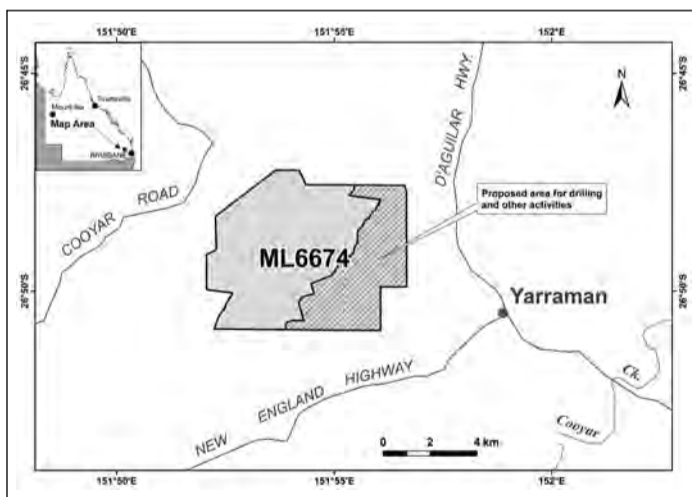 151°50'E
151°55'E
152°E
26°45'S
26°45'S
Townsville
Mount Isa
Map Area
BRISBANE
N
D'AGUILAR HWY.
COOYAR ROAD
Proposed area for drilling
and other activities
ML6674
26°50'S
26°50'S
Yarraman
NEW ENGLAND HIGHWAY
Ck.
Cooyar
0 2 4 km
151°50'E
151°55'E
152°E